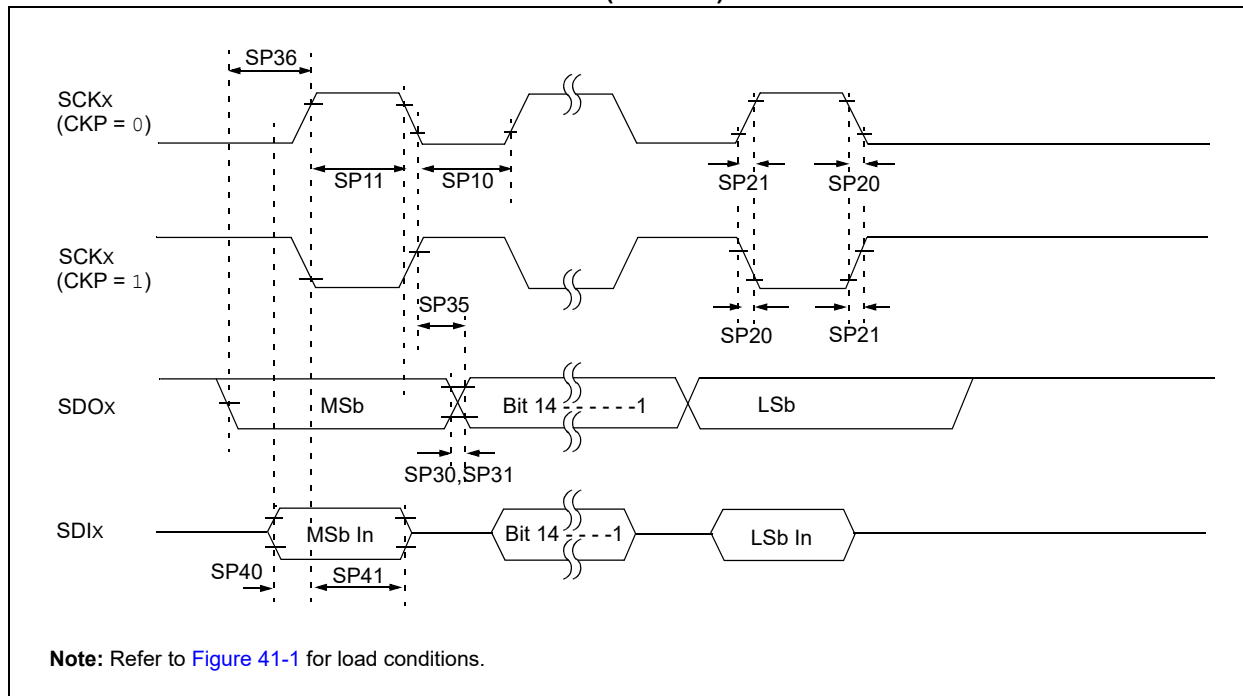 SP36
SCKx
(CKP = 0)
SP11
SP10
SP21
SP20
SCKx
(CKP = 1)
SP35
SP20
SP21
SDOx
MSb
Bit 14 - - - - - -1
LSb
SP30,SP31
SDIx
MSb In
Bit 14 - - - -1
LSb In
SP40
SP41
Note: Refer to Figure 41-1 for load conditions.